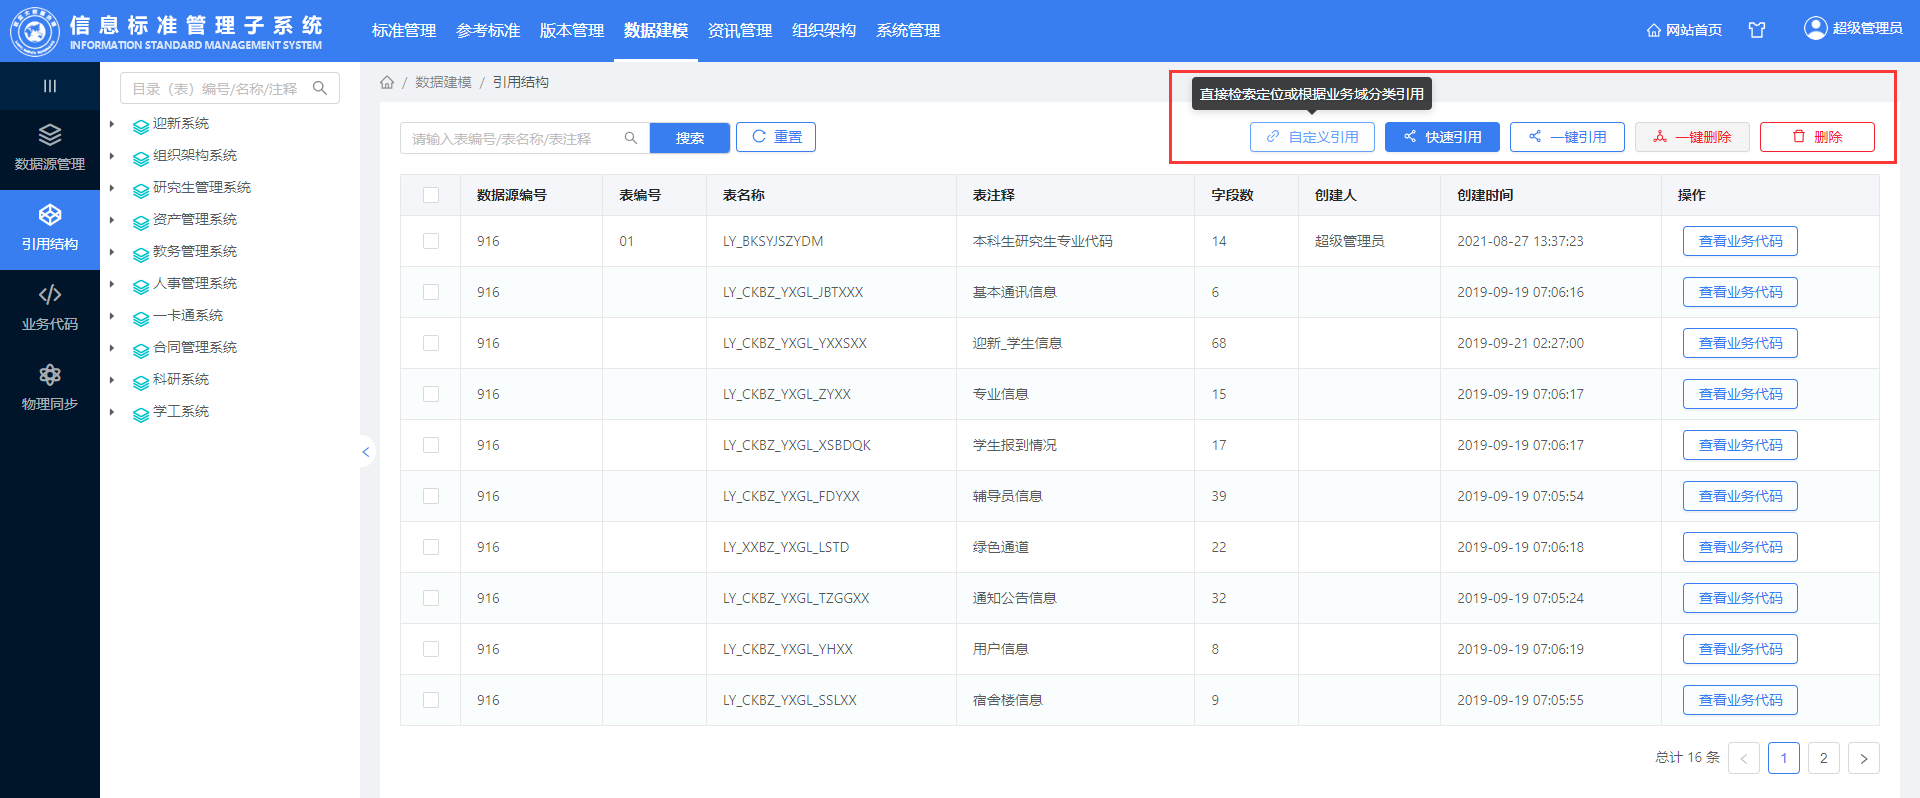 信息标准管理子系统
INFORMATION STANDARD MANAGEMENT SYSTEM
标准管理 参考标准 版本管理 数据建模 资讯管理 组织架构 系统管理
网站首页 超级管理员
数据源管理
引用结构
业务代码
物理同步
目录（表）编号/名称/注释
迎新系统
组织架构系统
研究生管理系统
资产管理系统
教务管理系统
人事管理系统
一卡通系统
合同管理系统
科研系统
学工系统
/ 数据建模 / 引用结构
直接检索定位或根据业务域分类引用
请输入表编号/表名称/表注释 搜索 重置 自定义引用 快速引用 一键引用 一键删除 删除
数据源编号 表编号 表名称 表注释 字段数 创建人 创建时间 操作
916 01 LY_BKSYJSZYDM 本科生研究生专业代码 14 超级管理员 2021-08-27 13:37:23 查看业务代码
916 LY_CKBZ_YXGL_JBTXXX 基本通讯信息 6 2019-09-19 07:06:16 查看业务代码
916 LY_CKBZ_YXGL_YXXSXX 迎新_学生信息 68 2019-09-21 02:27:00 查看业务代码
916 LY_CKBZ_YXGL_ZYXX 专业信息 15 2019-09-19 07:06:17 查看业务代码
916 LY_CKBZ_YXGL_XSBDQK 学生报到情况 17 2019-09-19 07:06:17 查看业务代码
916 LY_CKBZ_YXGL_FDYXX 辅导员信息 39 2019-09-19 07:05:54 查看业务代码
916 LY_XXBZ_YXGL_LSTD 绿色通道 22 2019-09-19 07:06:18 查看业务代码
916 LY_CKBZ_YXGL_TZGGXX 通知公告信息 32 2019-09-19 07:05:24 查看业务代码
916 LY_CKBZ_YXGL_YHXX 用户信息 8 2019-09-19 07:06:19 查看业务代码
916 LY_CKBZ_YXGL_SSLXX 宿舍楼信息 9 2019-09-19 07:05:55 查看业务代码
总计 16 条 < 1 2 >